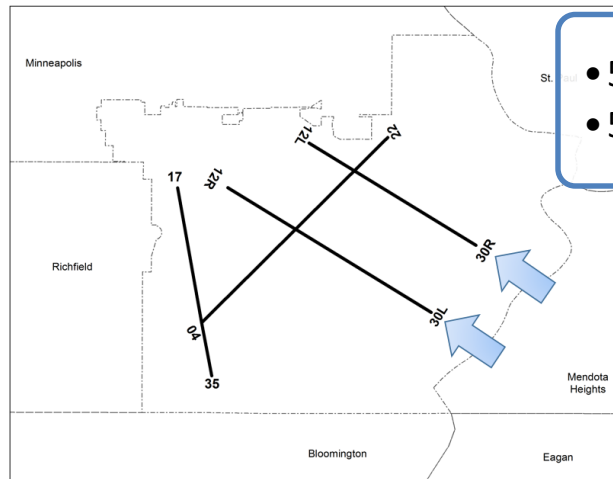 Minneapolis
St. Paul
12L
22
17
12R
Richfield
30R
30L
04
35
Mendota
Heights
Bloomington
Eagan